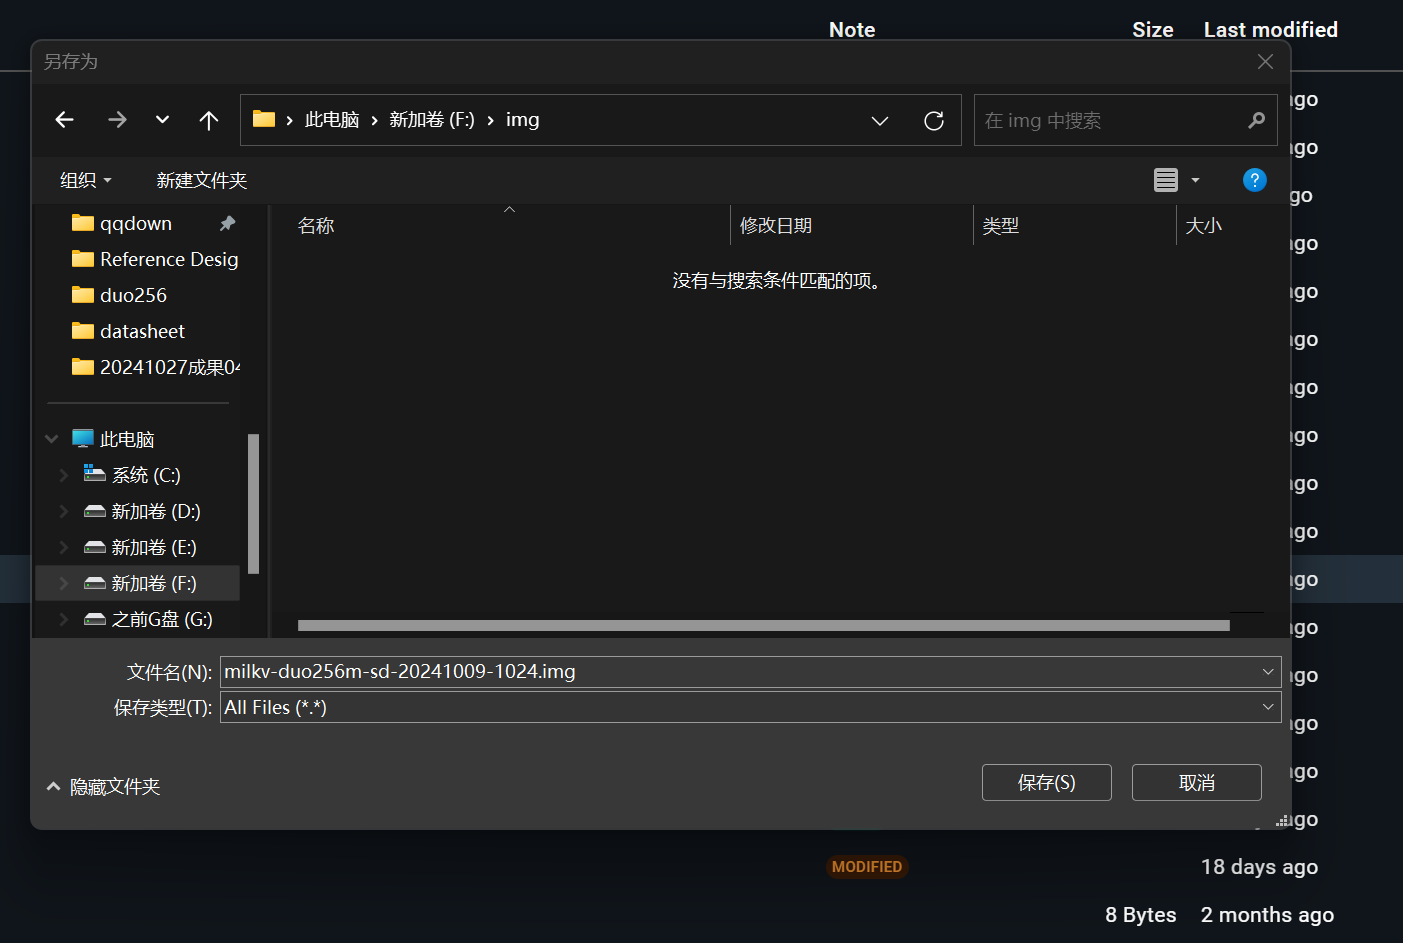 Note Size Last modified
另存为
此电脑 新加卷 (F:) img
在 img 中搜索
组织 新建文件夹
qqdown
Reference Desig
duo256
datasheet
20241027成果04
此电脑
系统 (C:)
新加卷 (D:)
新加卷 (E:)
新加卷 (F:)
之前G盘 (G:)
名称 修改日期 类型 大小
没有与搜索条件匹配的项。
文件名(N): milkv-duo256m-sd-20241009-1024.img
保存类型(T): All Files (*.*)
隐藏文件夹 保存(S) 取消
ago
ago
go
ago
ago
ago
ago
ago
ago
ago
ago
ago
ago
ago
ago
ago
MODIFIED 18 days ago
8 Bytes 2 months ago